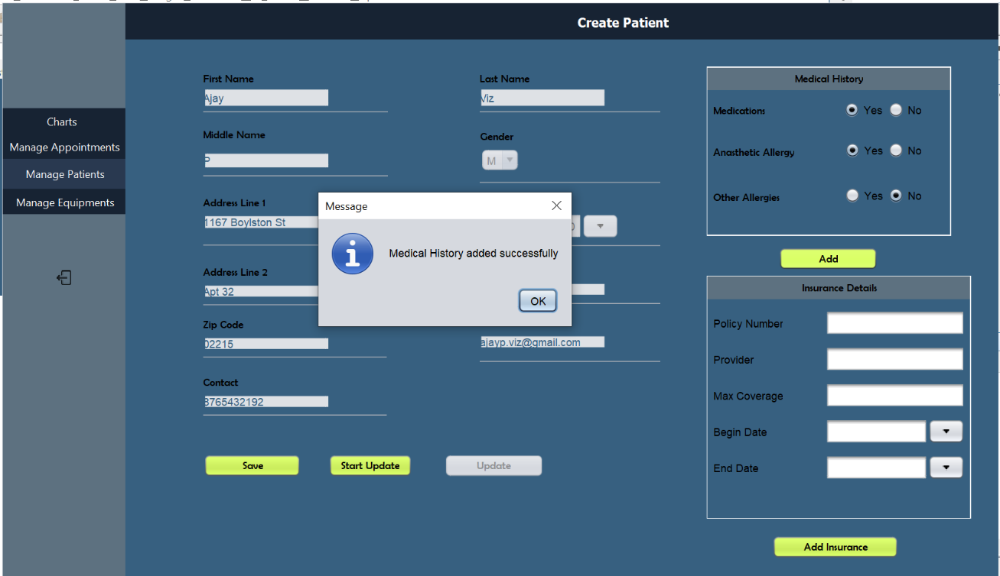 Create Patient
Charts
Manage Appointments
Manage Patients
Manage Equipments
First Name
Ajay
Last Name
Viz
Middle Name
P
Gender
M
Address Line 1
1167 Boylston St
Address Line 2
Apt 32
Zip Code
02215
ajayp.viz@gmail.com
Contact
8765432192
Save
Start Update
Update
Message
Medical History added successfully
OK
Medical History
Medications
Yes No
Anasthetic Allergy
Yes No
Other Allergies
Yes No
Add
Insurance Details
Policy Number
Provider
Max Coverage
Begin Date
End Date
Add Insurance